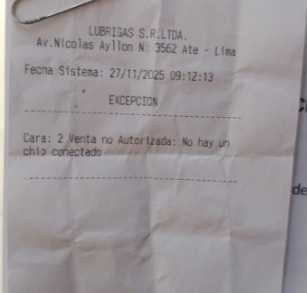 LUBRIGAS S.R.LTDA.
Av.Nicolas Ayllon N: 3562 Ate - Lima
Fecha Sistema: 27/11/2025 09:12:13
EXCEPCION
Cara: 2 Venta no Autorizada: No hay un
chip conectado
de